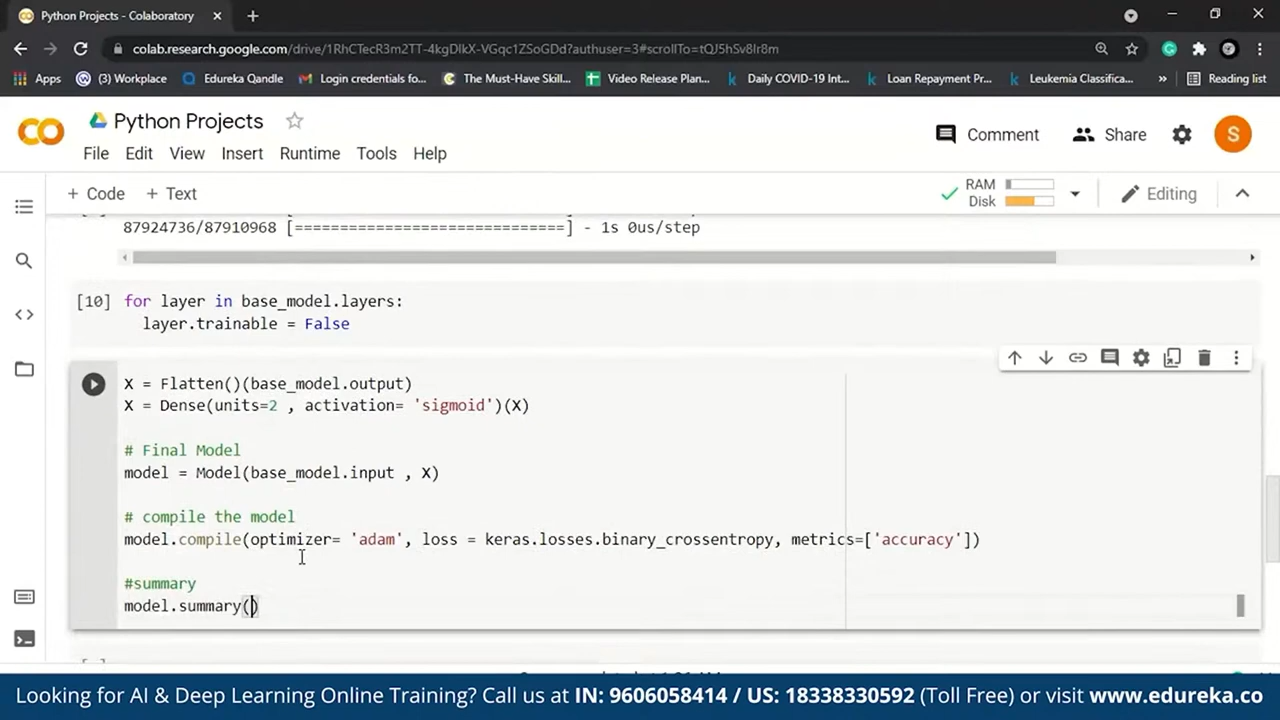 Python Projects - Colaboratory
colab.research.google.com/drive/1RhCTecR3m2TT-4kgDIkX-VGqc1ZSoGDd?authuser=3#scrollTo=tQJ5hSv8Ir8m
Apps (3) Workplace Edureka Qandle Login credentials fo... The Must-Have Skil... Video Release Plan... Daily COVID-19 Int... Loan Repayment Pr... Leukemia Classifica... » Reading list
Python Projects
Comment Share S
File Edit View Insert Runtime Tools Help
+ Code + Text RAM Disk Editing
87924736/87910968 [==============================] - 1s 0us/step
[10] for layer in base_model.layers:
layer.trainable = False
X = Flatten()(base_model.output)
X = Dense(units=2 , activation= 'sigmoid')(X)
# Final Model
model = Model(base_model.input , X)
# compile the model
model.compile(optimizer= 'adam', loss = keras.losses.binary_crossentropy, metrics=['accuracy'])
#summary
model.summary()
Looking for AI & Deep Learning Online Training? Call us at IN: 9606058414 / US: 18338330592 (Toll Free) or visit www.edureka.co